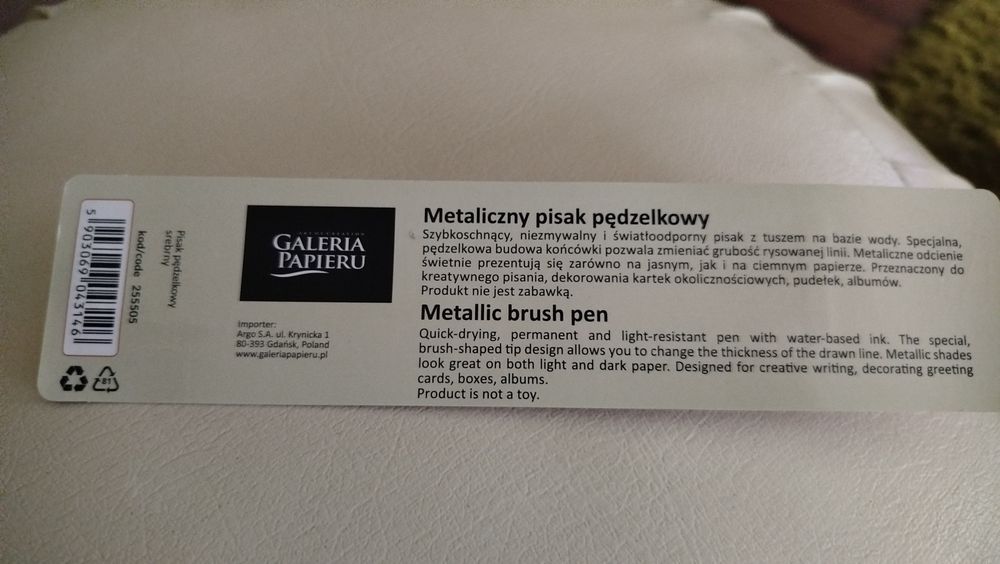 5 903069 043146
kod/code 255505
Pisak pędzelkowy
srebrny
81
GALERIA
PAPIERU
Importer:
Argo S.A. ul. Krynicka 1
80-393 Gdańsk, Poland
www.galeriapapieru.pl
Metaliczny pisak pędzelkowy
Szybkoschnący, niezmywalny i światłoodporny pisak z tuszem na bazie wody. Specjalna,
pędzelkowa budowa końcówki pozwala zmieniać grubość rysowanej linii. Metaliczne odcienie
świetnie prezentują się zarówno na jasnym, jak i na ciemnym papierze. Przeznaczony do
kreatywnego pisania, dekorowania kartek okolicznościowych, pudełek, albumów.
Produkt nie jest zabawką.
Metallic brush pen
Quick-drying, permanent and light-resistant pen with water-based ink. The special,
brush-shaped tip design allows you to change the thickness of the drawn line. Metallic shades
look great on both light and dark paper. Designed for creative writing, decorating greeting
cards, boxes, albums.
Product is not a toy.